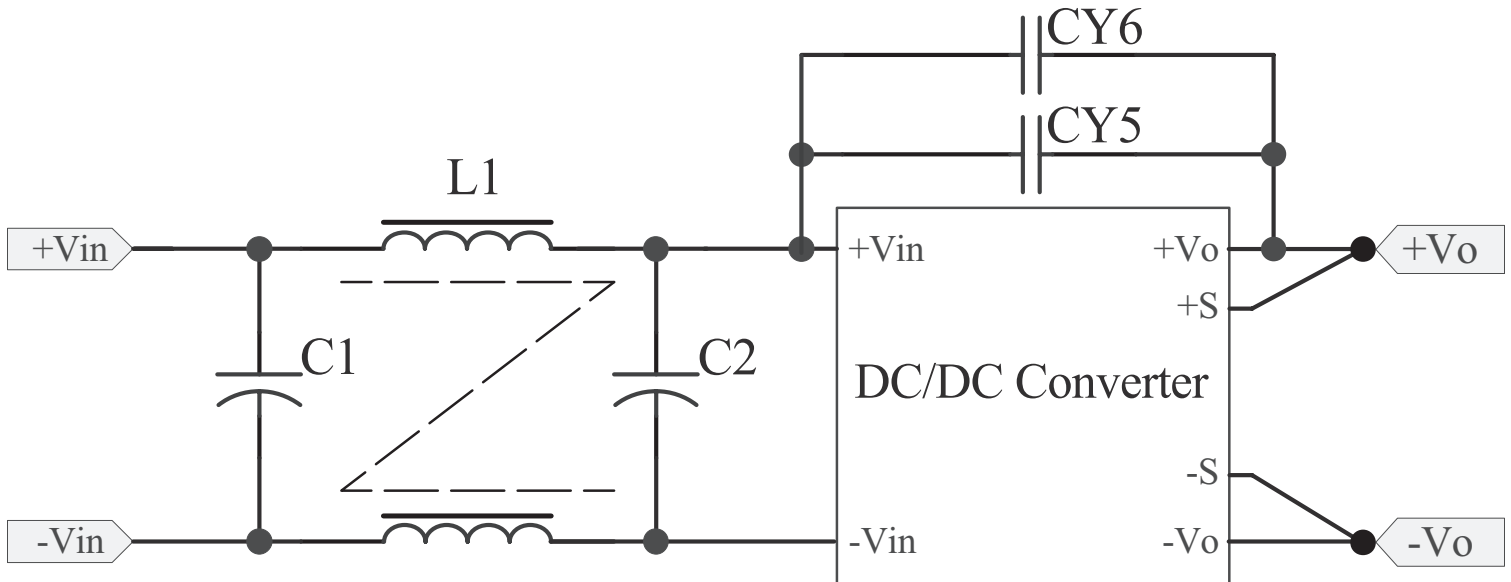 CY6
CY5
L1
+Vin
+Vin
+Vo
+Vo
+S
C1
C2
DC/DC Converter
-S
-Vin
-Vin
-Vo
-Vo